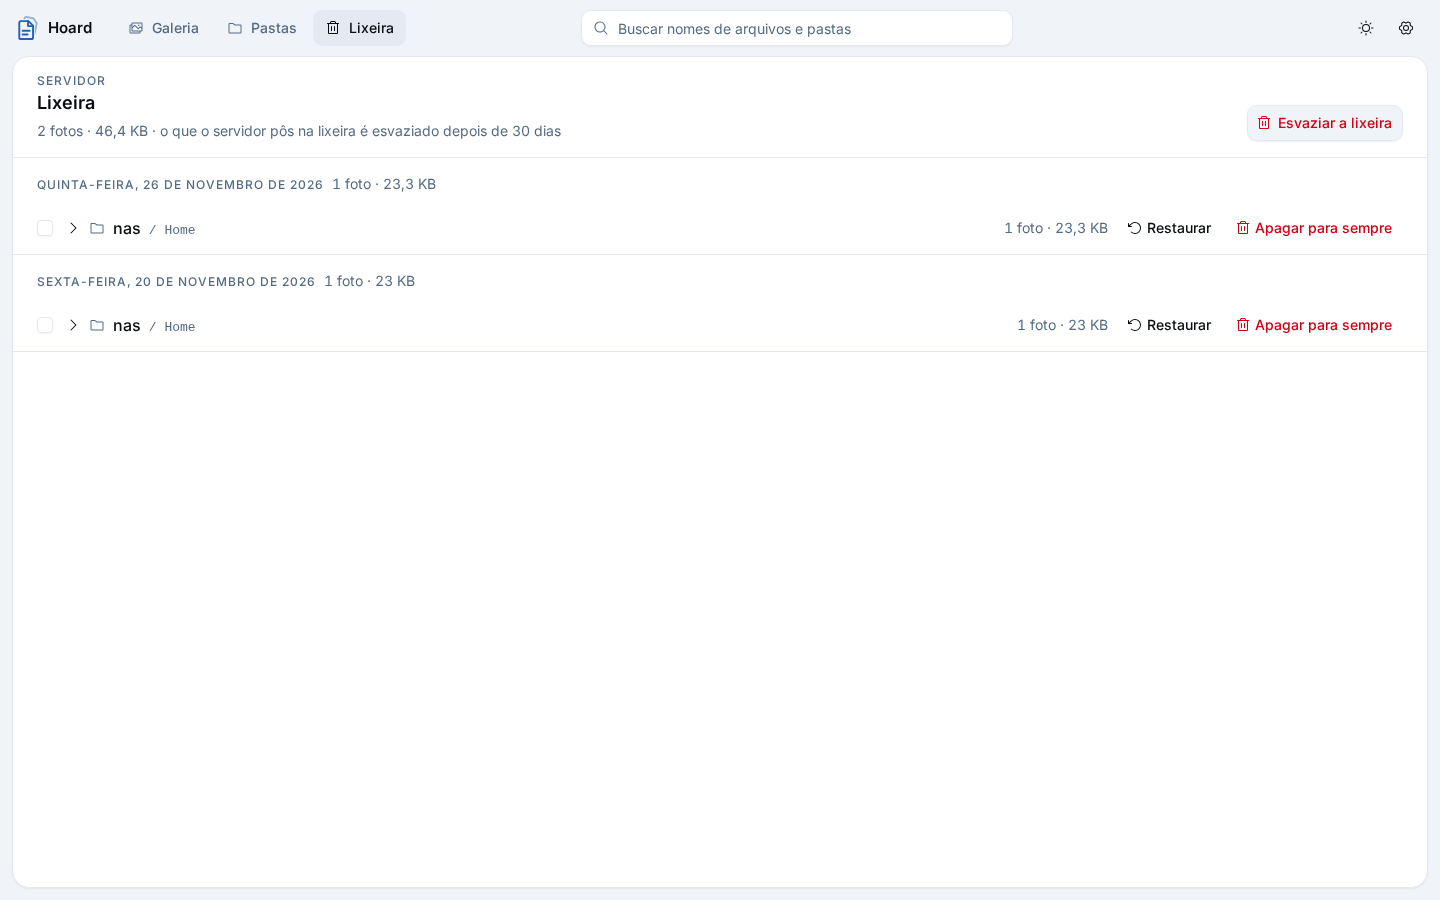 Hoard Galeria Pastas Lixeira Buscar nomes de arquivos e pastas
SERVIDOR
Lixeira
2 fotos · 46,4 KB · o que o servidor pôs na lixeira é esvaziado depois de 30 dias
Esvaziar a lixeira
QUINTA-FEIRA, 26 DE NOVEMBRO DE 2026 1 foto · 23,3 KB
nas / Home 1 foto · 23,3 KB Restaurar Apagar para sempre
SEXTA-FEIRA, 20 DE NOVEMBRO DE 2026 1 foto · 23 KB
nas / Home 1 foto · 23 KB Restaurar Apagar para sempre